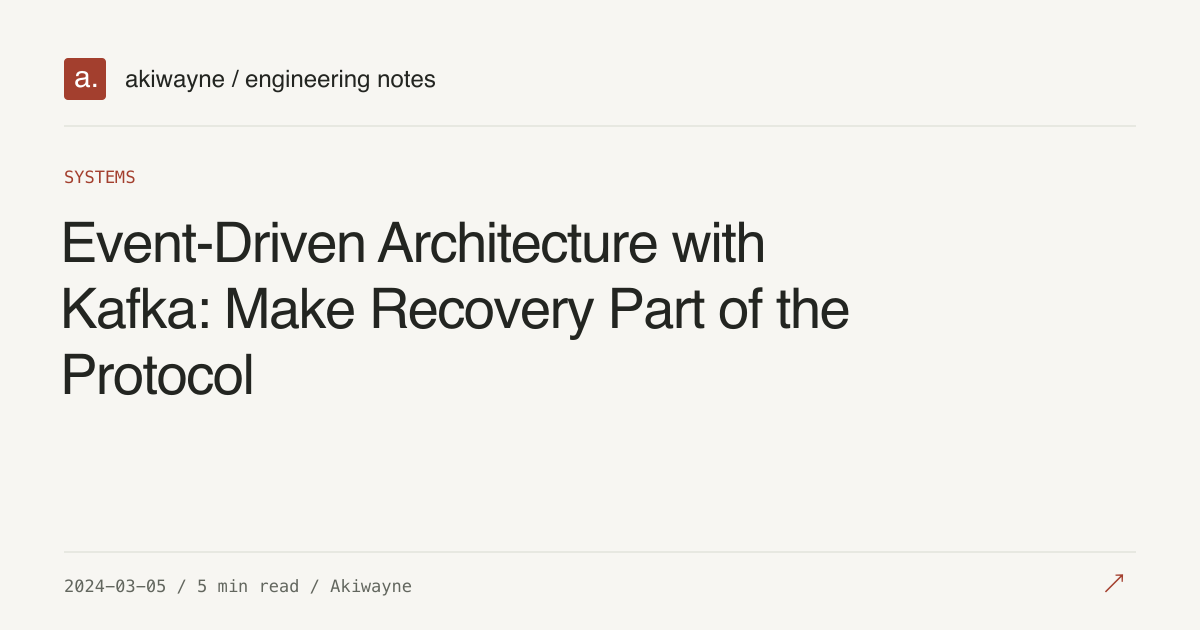 a. akiwayne / engineering notes
SYSTEMS
Event-Driven Architecture with
Kafka: Make Recovery Part of the
Protocol
2024-03-05 / 5 min read / Akiwayne